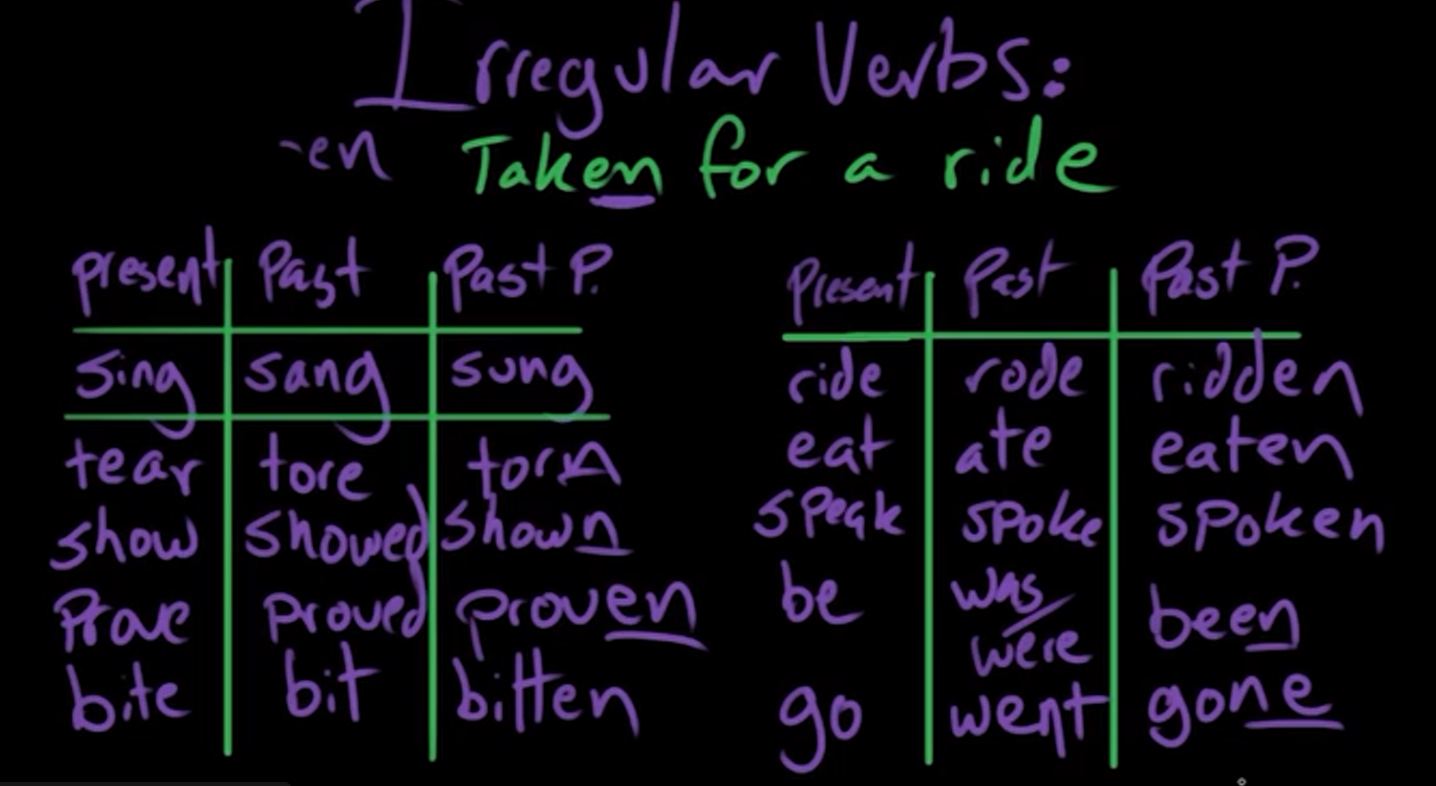 Irregular Verbs:
-en Taken for a ride
present Past Past P.
sing sang sung
tear tore torn
show showed shown
Prove proved proven
bite bit bitten
Present Past Past P.
ride rode ridden
eat ate eaten
speak spoke spoken
be was/were been
go went gone